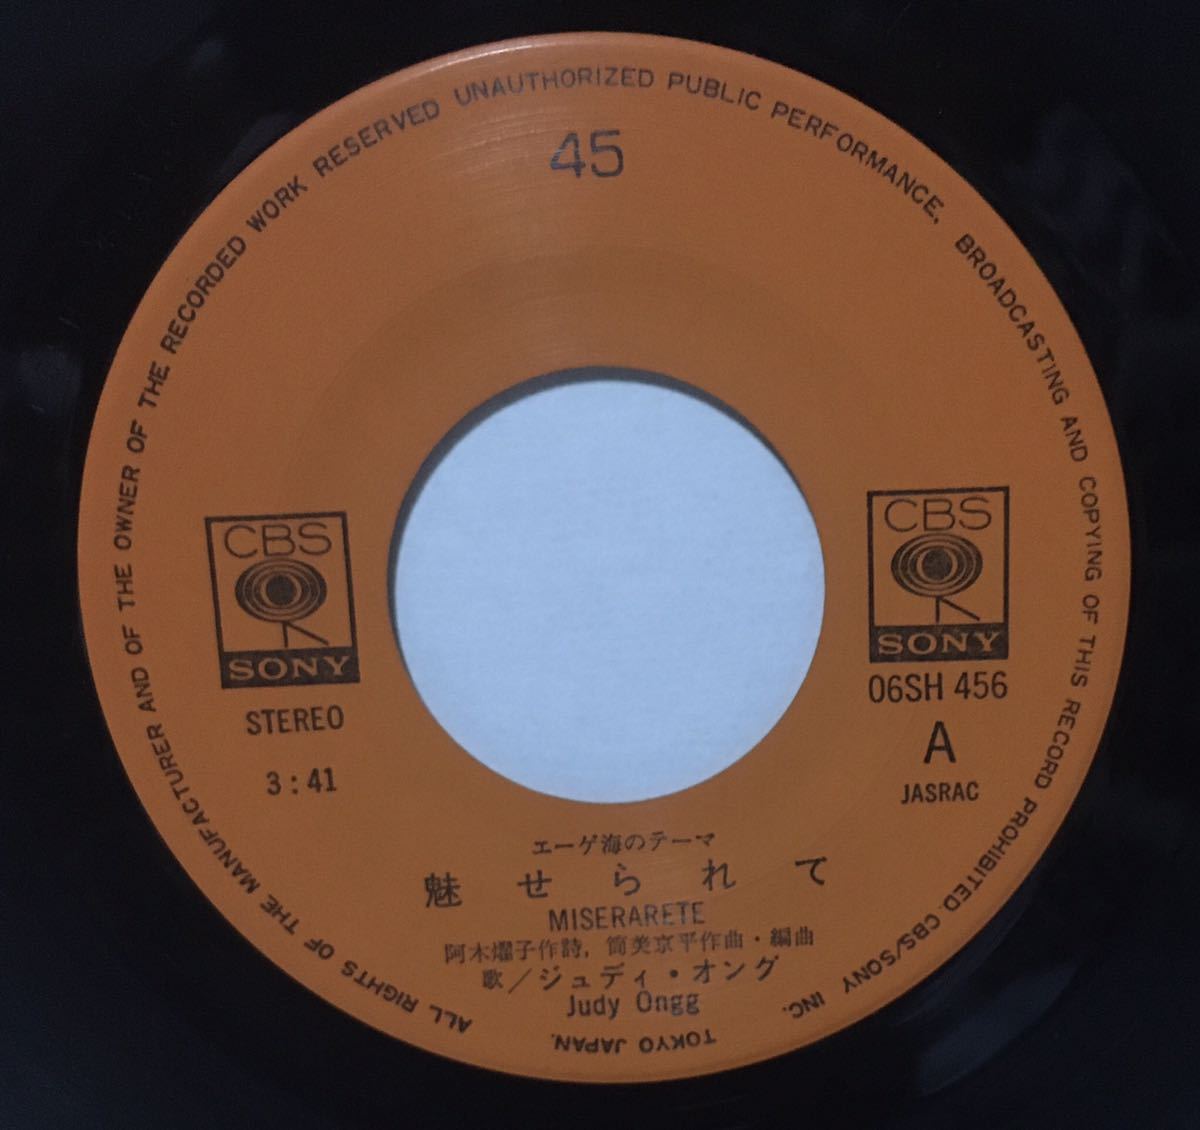 ALL RIGHTS OF THE MANUFACTURER AND OF THE OWNER OF THE RECORDED WORK RESERVED UNAUTHORIZED PUBLIC PERFORMANCE, BROADCASTING AND COPYING OF THIS RECORD PROHIBITED. CBS/SONY INC. TOKYO JAPAN.
45
CBS
SONY
STEREO
3:41
CBS
SONY
06SH 456
A
JASRAC
エーゲ海のテーマ
魅せられて
MISERARETE
阿木燿子作詩, 筒美京平作曲・編曲
歌/ジュディ・オング
Judy Ongg